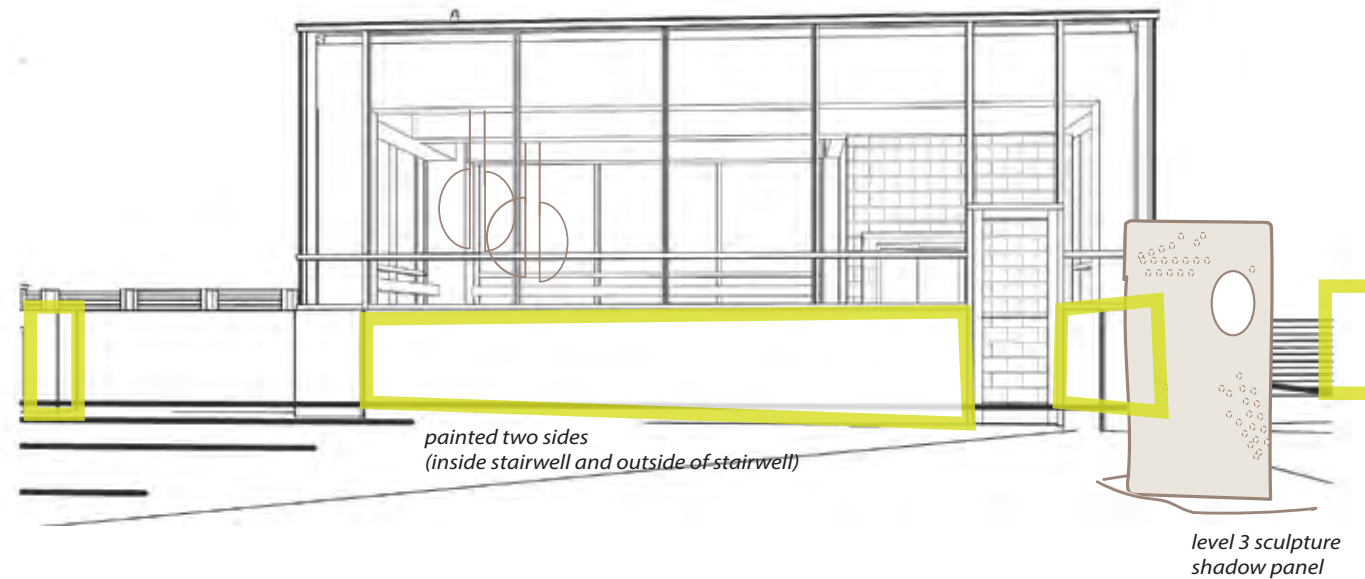 painted two sides
(inside stairwell and outside of stairwell)
level 3 sculpture
shadow panel